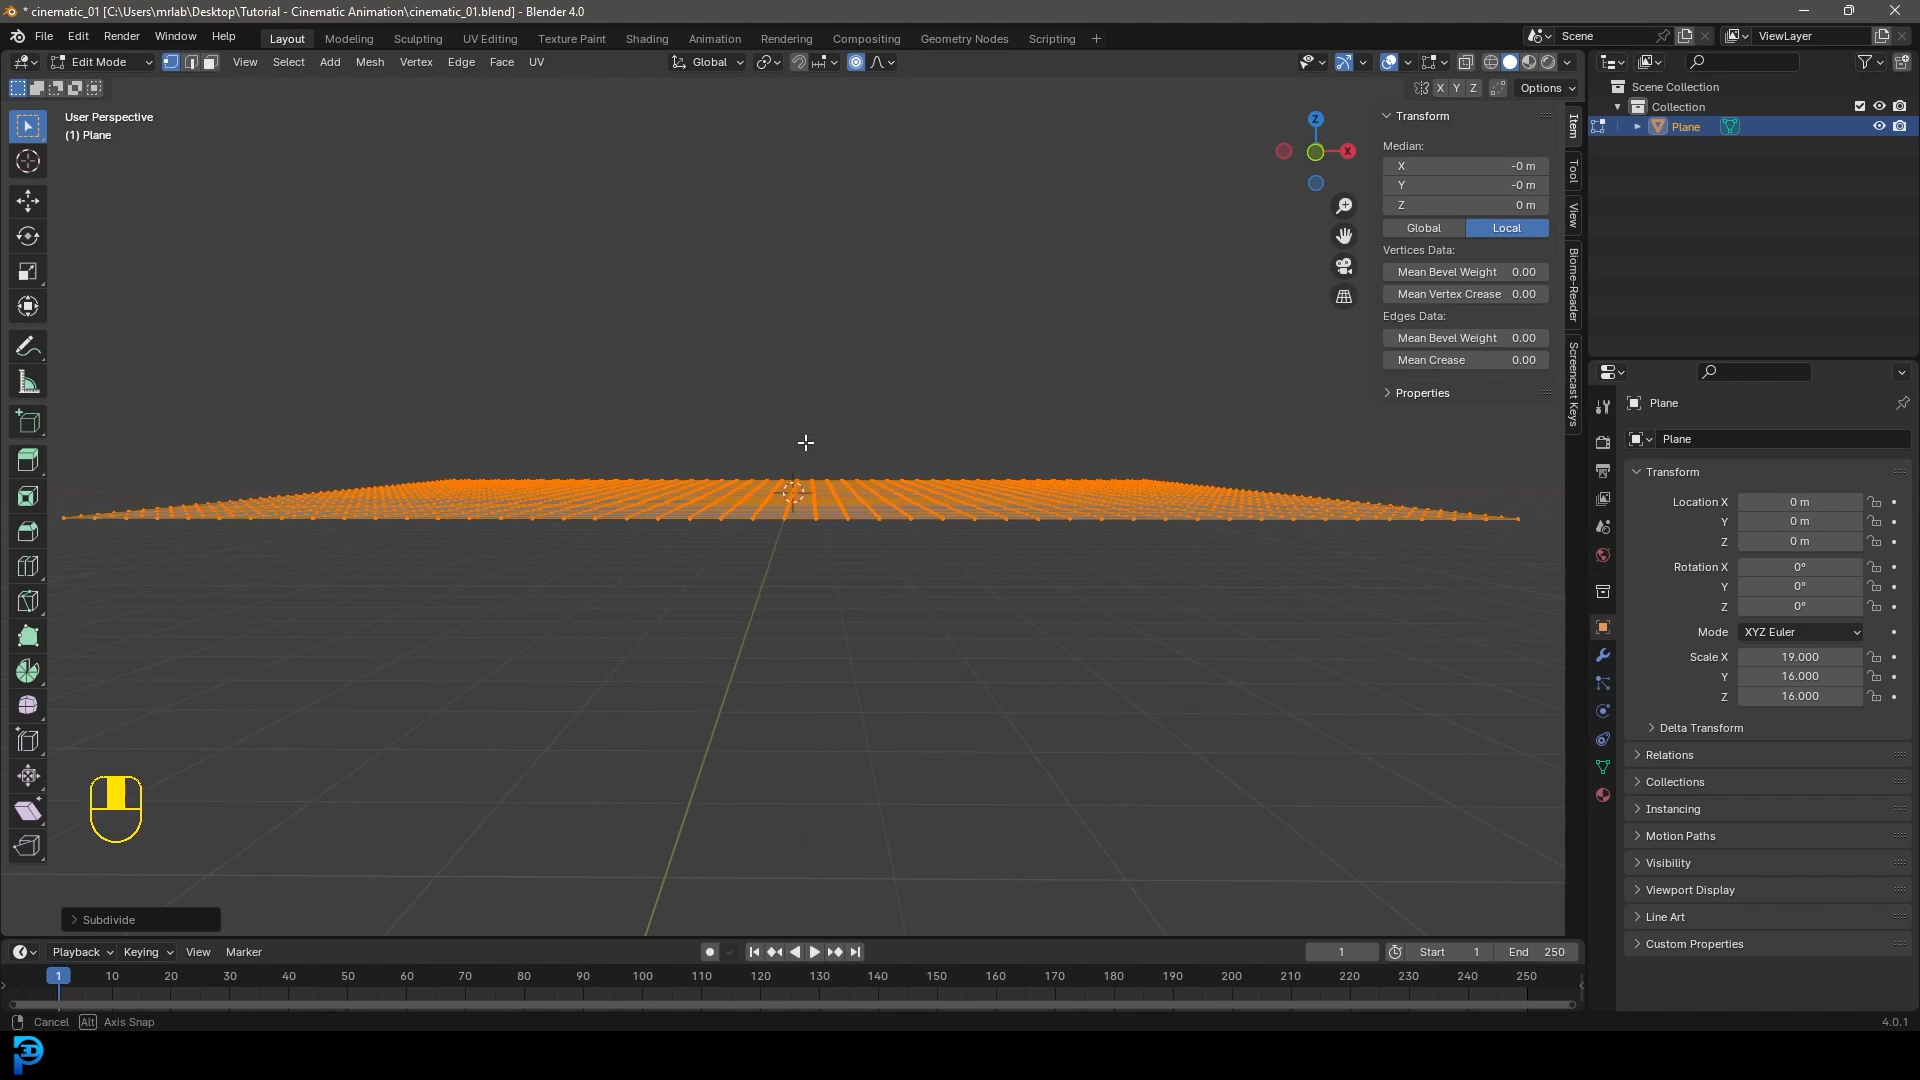 * cinematic_01 [C:\Users\mrlab\Desktop\Tutorial - Cinematic Animation\cinematic_01.blend] - Blender 4.0
File Edit Render Window Help Layout Modeling Sculpting UV Editing Texture Paint Shading Animation Rendering Compositing Geometry Nodes Scripting + Scene ViewLayer
Edit Mode View Select Add Mesh Vertex Edge Face UV Global
X Y Z Options
User Perspective
(1) Plane
Z
X
Transform
Median:
X -0 m
Y -0 m
Z 0 m
Global Local
Vertices Data:
Mean Bevel Weight 0.00
Mean Vertex Crease 0.00
Edges Data:
Mean Bevel Weight 0.00
Mean Crease 0.00
Properties
Item
Tool
View
Biome-Reader
Screencast Keys
Scene Collection
Collection
Plane
Plane
Plane
Transform
Location X 0 m
Y 0 m
Z 0 m
Rotation X 0°
Y 0°
Z 0°
Mode XYZ Euler
Scale X 19.000
Y 16.000
Z 16.000
Delta Transform
Relations
Collections
Instancing
Motion Paths
Visibility
Viewport Display
Line Art
Custom Properties
Subdivide
Playback Keying View Marker 1 Start 1 End 250
1 10 20 30 40 50 60 70 80 90 100 110 120 130 140 150 160 170 180 190 200 210 220 230 240 250
Cancel Alt Axis Snap 4.0.1